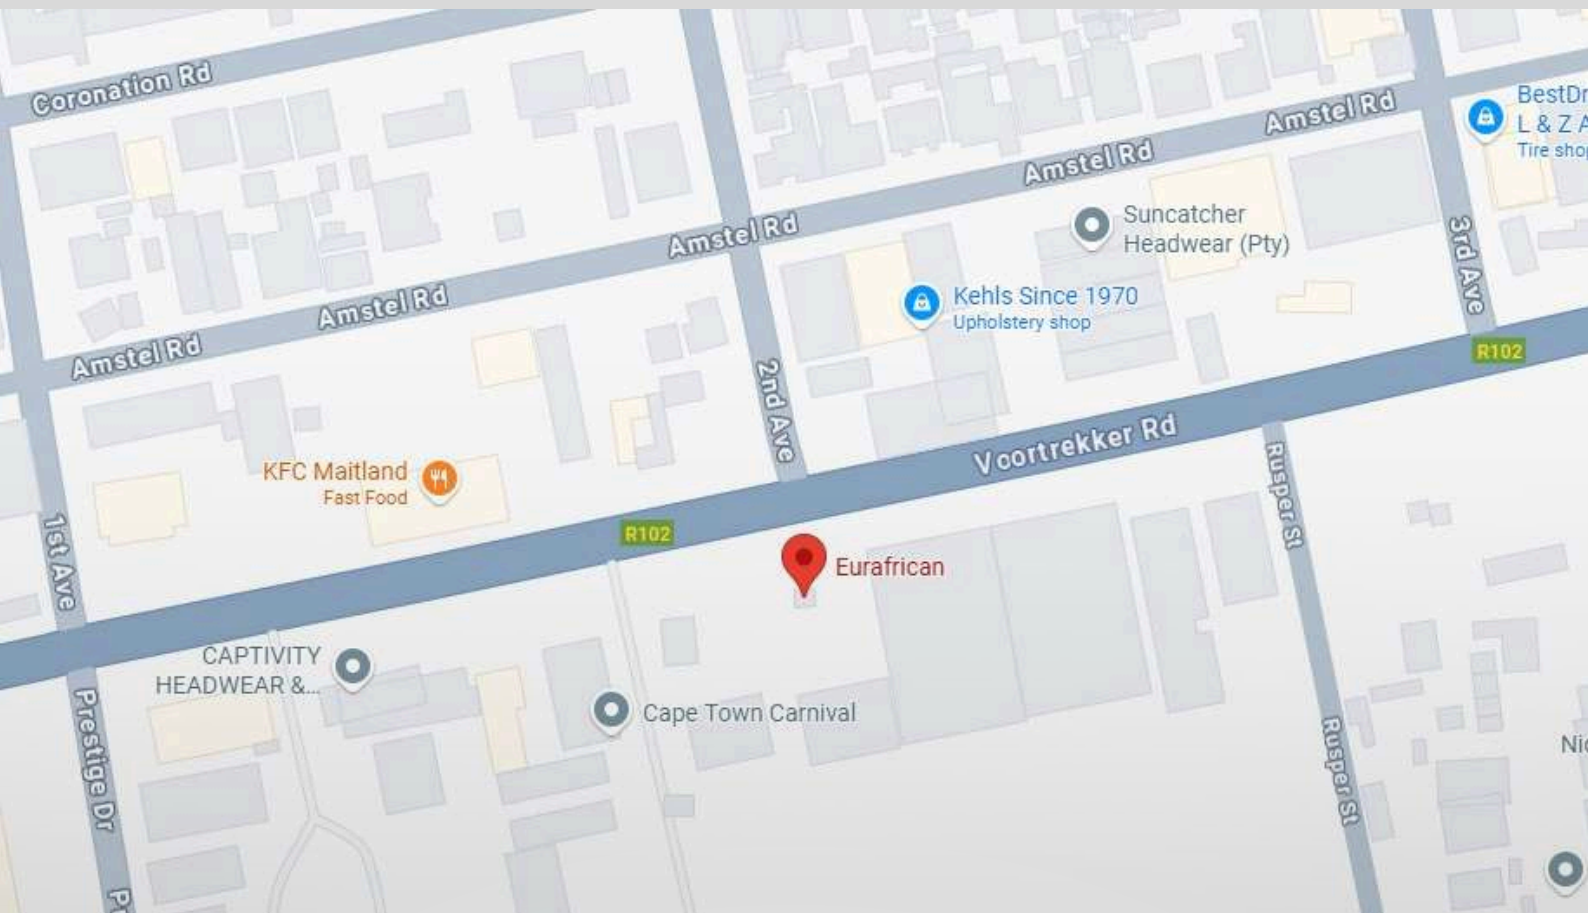 Coronation Rd
BestDr
L & Z A
Tire shop
Amstel Rd
Amstel Rd
Suncatcher
Headwear (Pty)
Amstel Rd
3rd Ave
Kehls Since 1970
Upholstery shop
Amstel Rd
Amstel Rd
R102
2nd Ave
Voortrekker Rd
KFC Maitland
Fast Food
Rusper St
1st Ave
R102
Eurafrican
CAPTIVITY
HEADWEAR &...
Prestige Dr
Cape Town Carnival
Rusper St
Nic
Pr